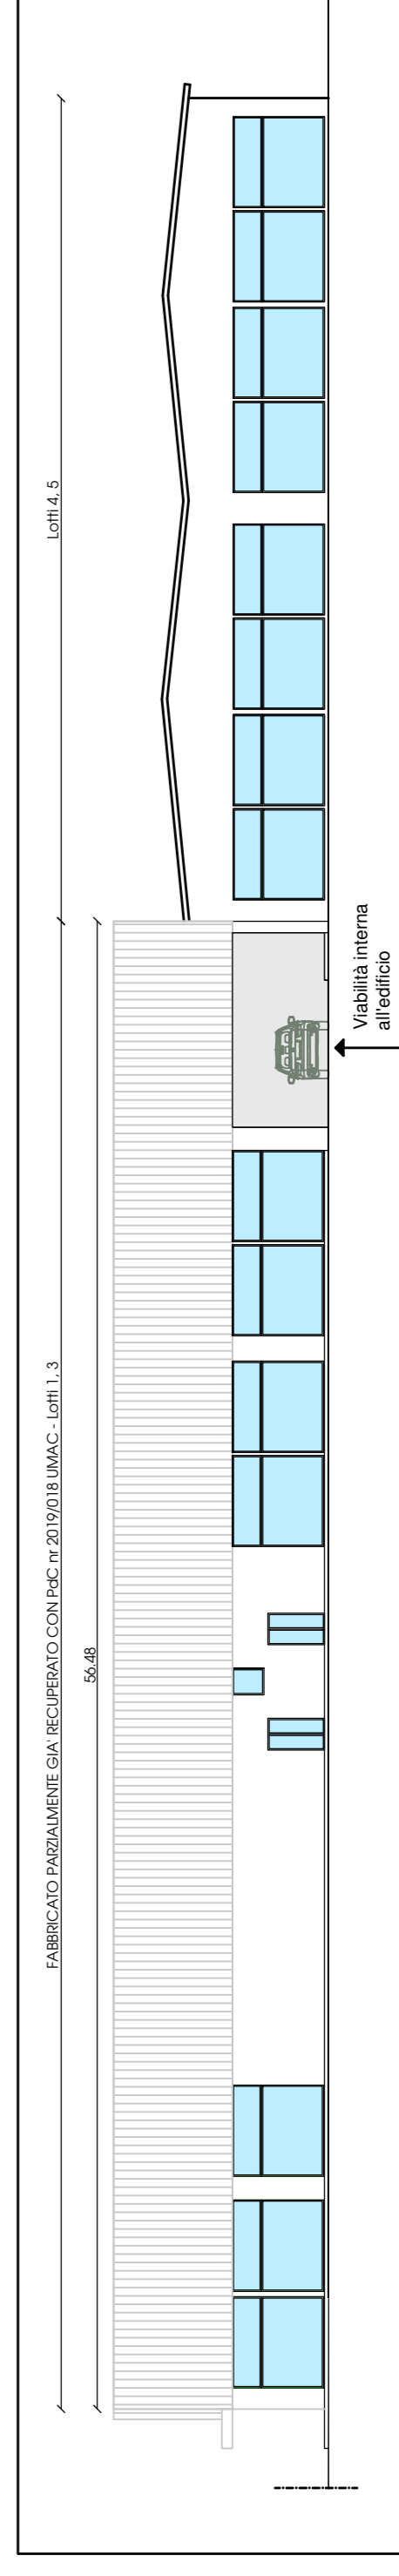 FABBRICATO PARZIALMENTE GIA' RECUPERATO CON PdC nr 2019/018 UMAC - Lotti 1, 3
Lotti 4, 5
56.48
Viabilità interna
all'edificio